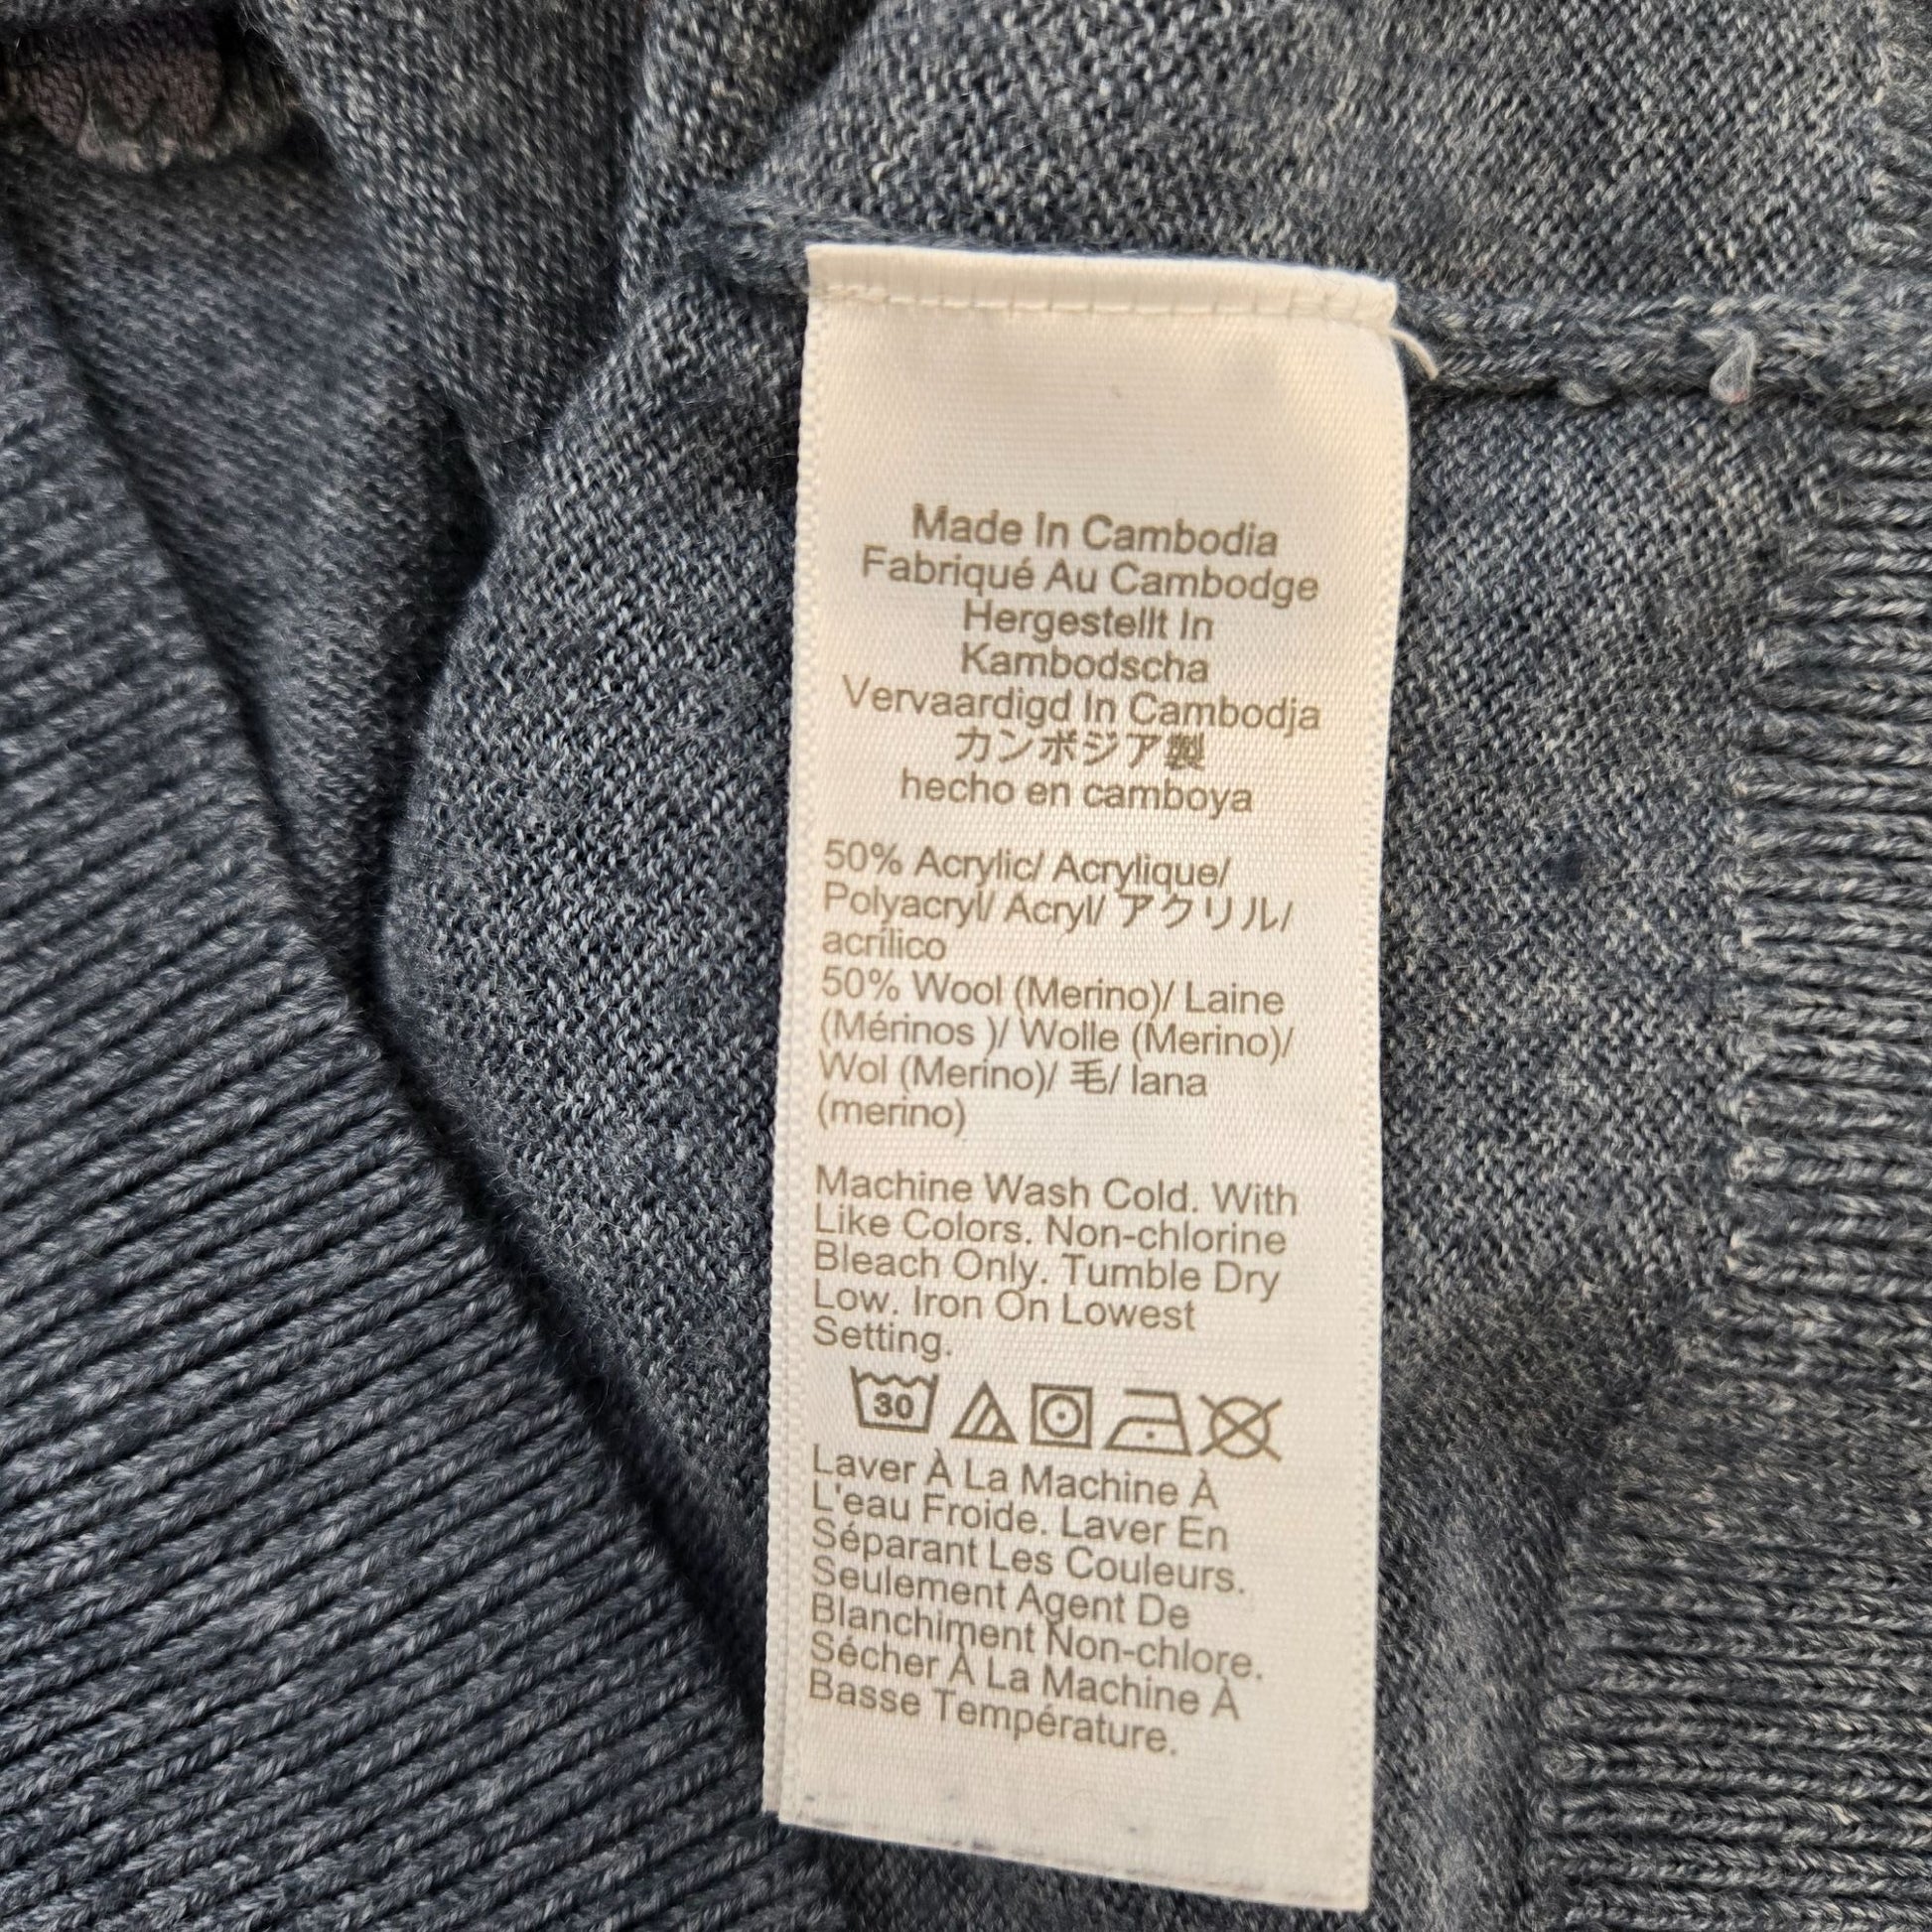 Made In Cambodia
Fabriqué Au Cambodge
Hergestellt In
Kambodscha
Vervaardigd In Cambodja
カンボジア製
hecho en camboya
50% Acrylic/ Acrylique/
Polyacryl/ Acryl/ アクリル/
acrílico
50% Wool (Merino)/ Laine
(Mérinos )/ Wolle (Merino)/
Wol (Merino)/ 毛/ lana
(merino)
Machine Wash Cold. With
Like Colors. Non-chlorine
Bleach Only. Tumble Dry
Low. Iron On Lowest
Setting.
30
Laver À La Machine À
L'eau Froide. Laver En
Séparant Les Couleurs.
Seulement Agent De
Blanchiment Non-chlore.
Sécher À La Machine À
Basse Température.